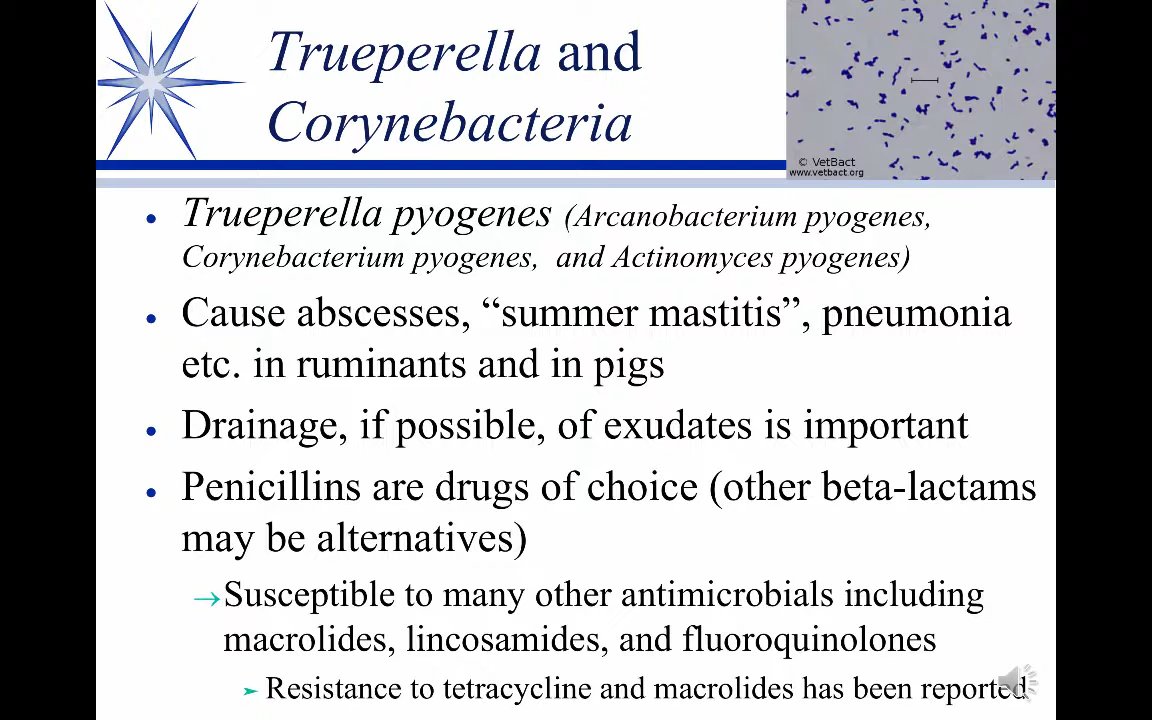 Trueperella and
Corynebacteria
© VetBact
www.vetbact.org
• Trueperella pyogenes (Arcanobacterium pyogenes,
Corynebacterium pyogenes, and Actinomyces pyogenes)
• Cause abscesses, “summer mastitis”, pneumonia
etc. in ruminants and in pigs
• Drainage, if possible, of exudates is important
• Penicillins are drugs of choice (other beta-lactams
may be alternatives)
→Susceptible to many other antimicrobials including
macrolides, lincosamides, and fluoroquinolones
➢ Resistance to tetracycline and macrolides has been reported